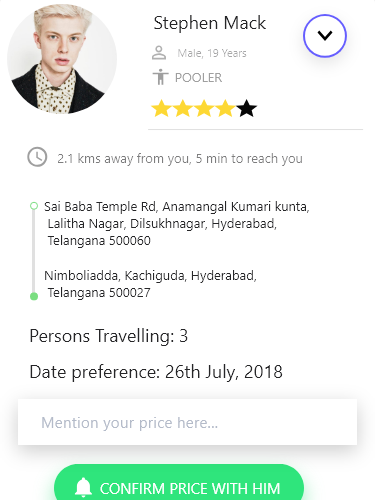 Stephen Mack
Male, 19 Years
POOLER
2.1 kms away from you, 5 min to reach you
Sai Baba Temple Rd, Anamangal Kumari kunta,
Lalitha Nagar, Dilsukhnagar, Hyderabad,
Telangana 500060
Nimboliadda, Kachiguda, Hyderabad,
Telangana 500027
Persons Travelling: 3
Date preference: 26th July, 2018
Mention your price here...
CONFIRM PRICE WITH HIM